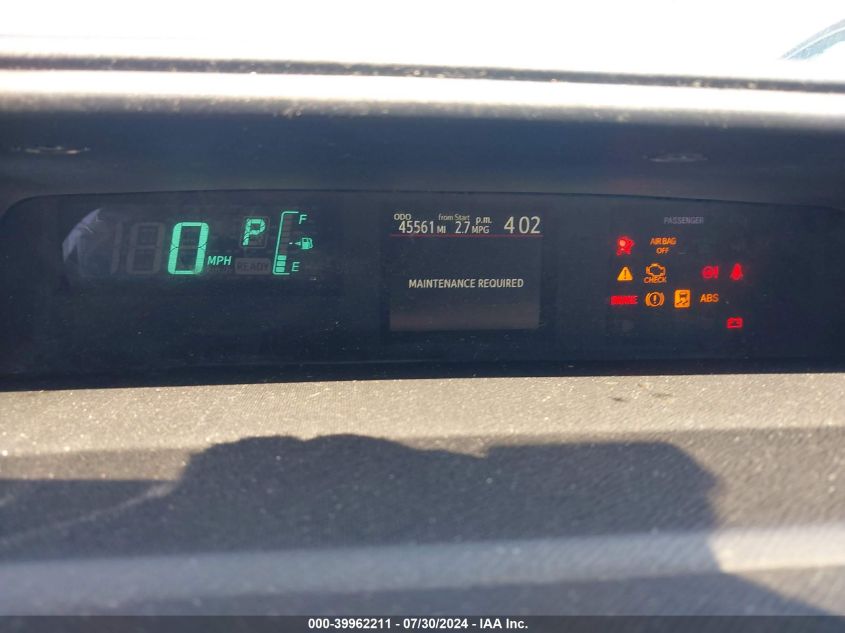 0 MPH
P
READY
F
E
ODO
45561 MI
from Start
2.7 MPG
p.m.
4 02
MAINTENANCE REQUIRED
PASSENGER
AIR BAG
OFF
CHECK
BRAKE
ABS
000-39962211 - 07/30/2024 - IAA Inc.